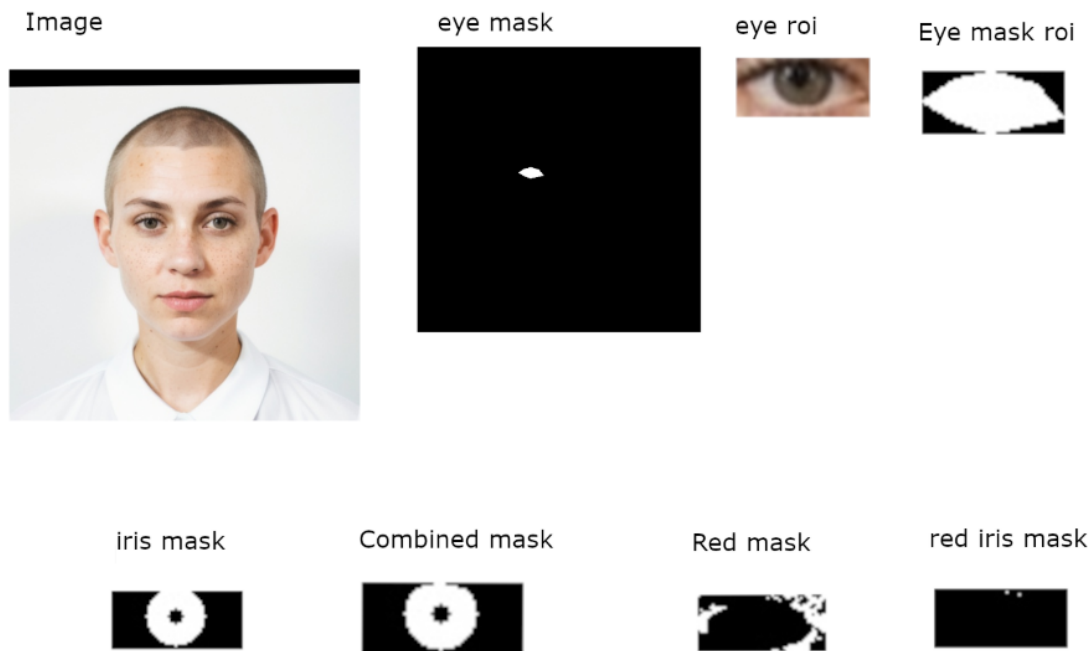 Image
eye mask
eye roi
Eye mask roi
iris mask
Combined mask
Red mask
red iris mask